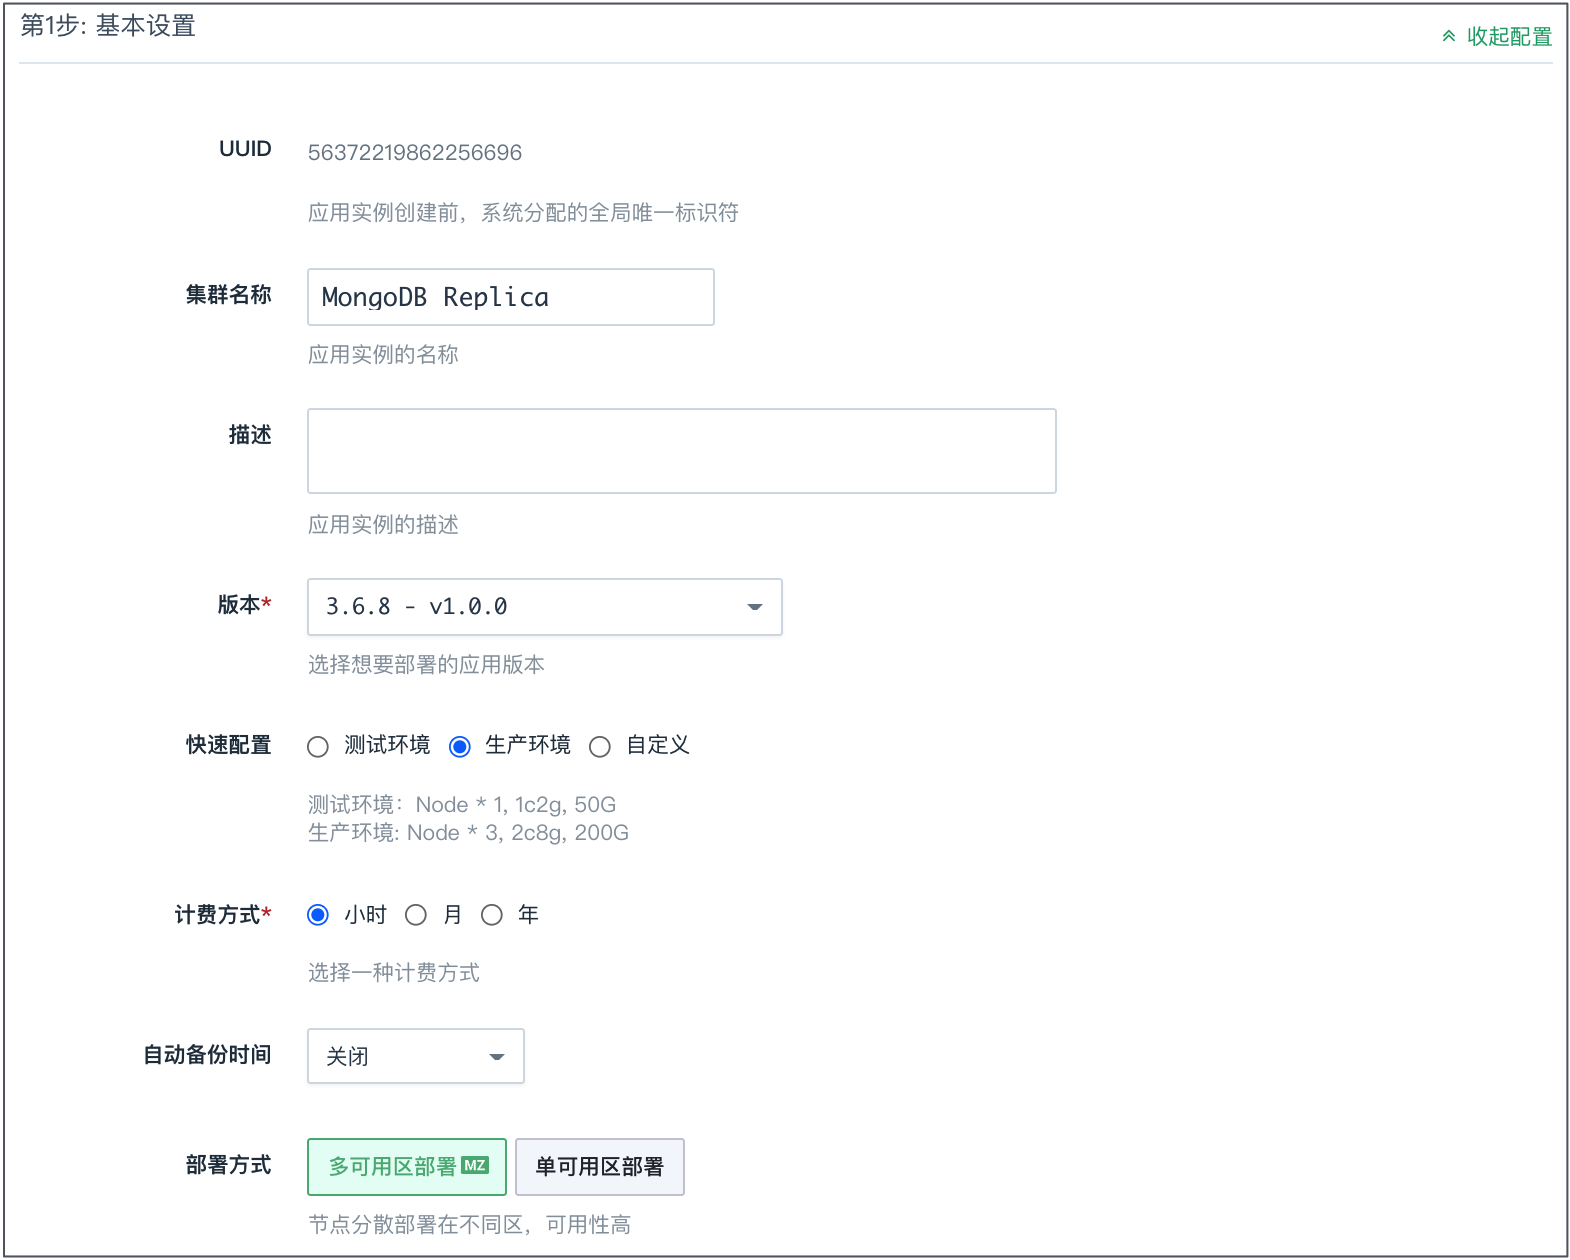 第1步: 基本设置
收起配置
UUID
56372219862256696
应用实例创建前，系统分配的全局唯一标识符
集群名称
MongoDB Replica
应用实例的名称
描述
应用实例的描述
版本*
3.6.8 - v1.0.0
选择想要部署的应用版本
快速配置 测试环境 生产环境 自定义
测试环境：Node * 1, 1c2g, 50G
生产环境: Node * 3, 2c8g, 200G
计费方式* 小时 月 年
选择一种计费方式
自动备份时间 关闭
部署方式 多可用区部署 MZ 单可用区部署
节点分散部署在不同区，可用性高